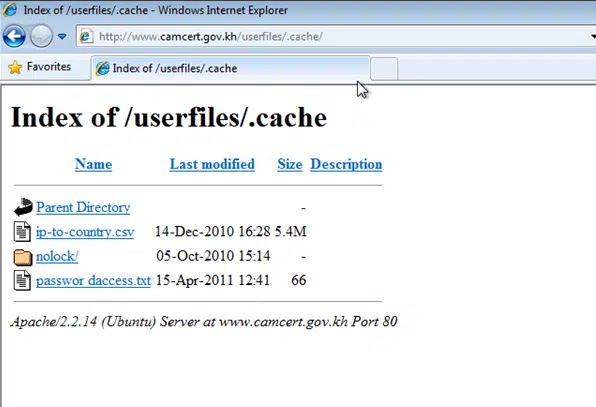 Index of /userfiles/.cache - Windows Internet Explorer
http://www.camcert.gov.kh/userfiles/.cache/
Favorites Index of /userfiles/.cache
Index of /userfiles/.cache
Name Last modified Size Description
Parent Directory -
ip-to-country.csv 14-Dec-2010 16:28 5.4M
nolock/ 05-Oct-2010 15:14 -
passwor daccess.txt 15-Apr-2011 12:41 66
Apache/2.2.14 (Ubuntu) Server at www.camcert.gov.kh Port 80